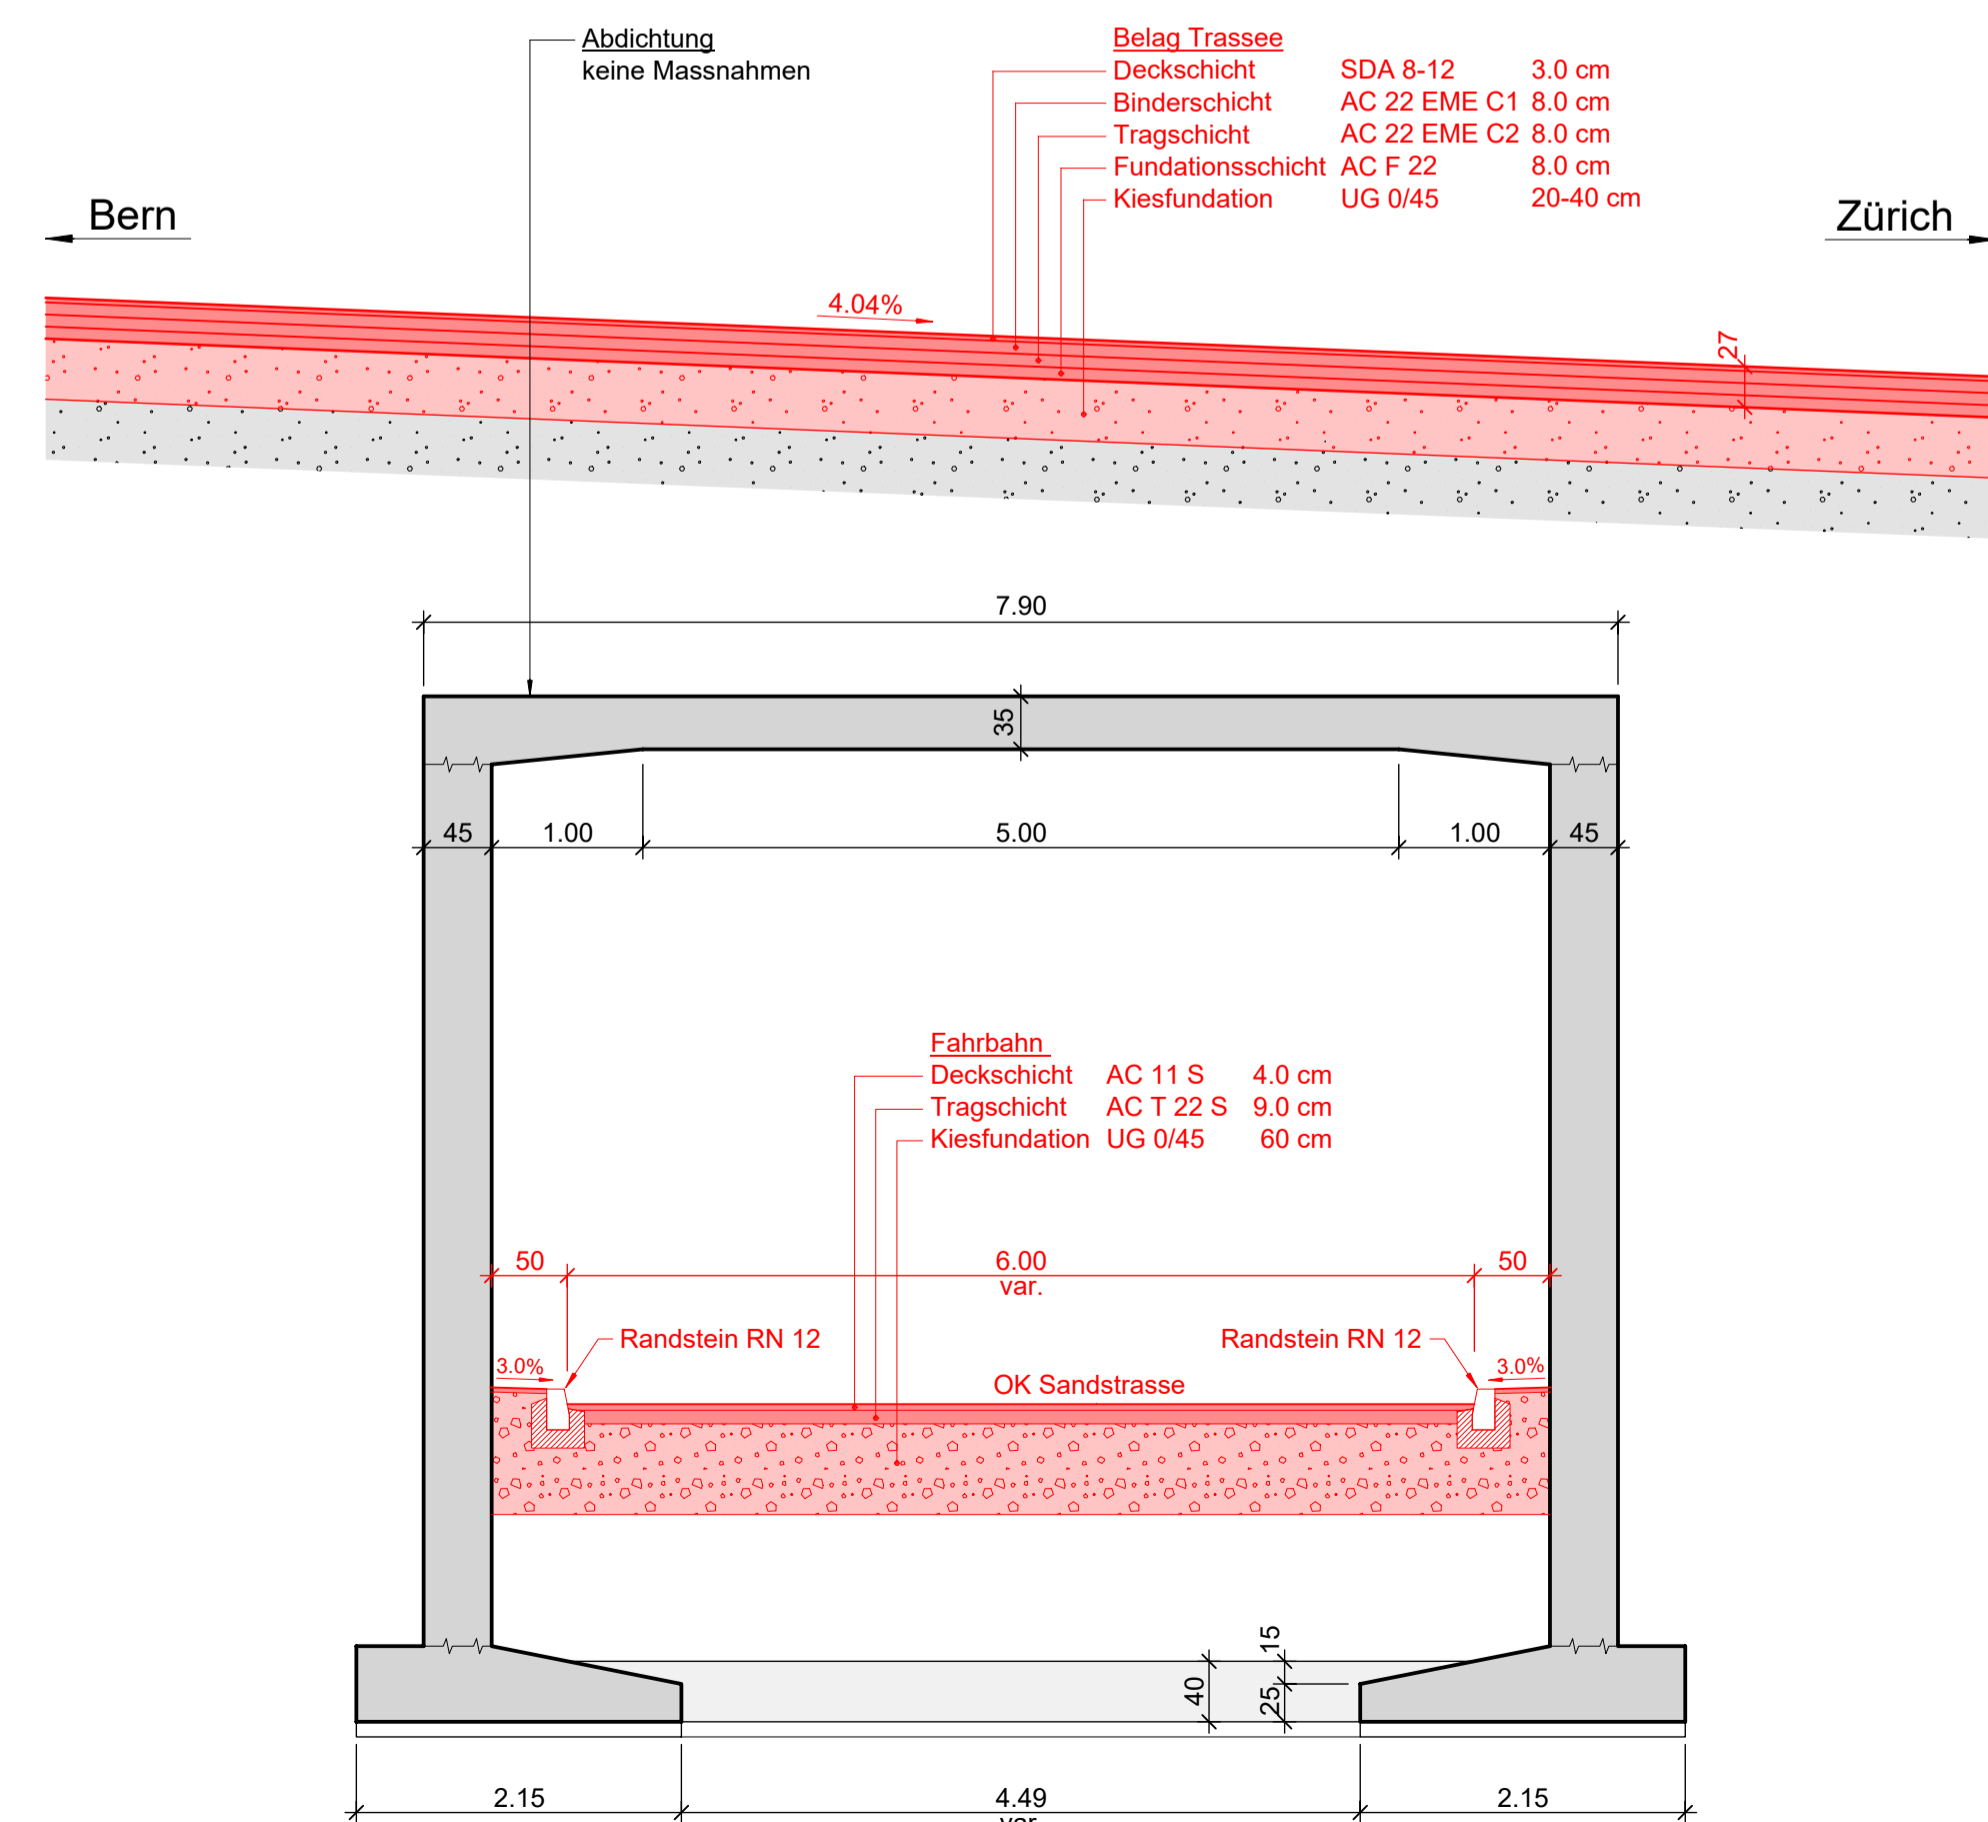 Abdichtung
keine Massnahmen
Belag Trassee
Deckschicht SDA 8-12 3.0 cm
Binderschicht AC 22 EME C1 8.0 cm
Tragschicht AC 22 EME C2 8.0 cm
Fundationsschicht AC F 22 8.0 cm
Kiesfundation UG 0/45 20-40 cm
Bern
Zürich
4.04%
27
7.90
35
45 1.00 5.00 1.00 45
Fahrbahn
Deckschicht AC 11 S 4.0 cm
Tragschicht AC T 22 S 9.0 cm
Kiesfundation UG 0/45 60 cm
50 6.00 50
var.
Randstein RN 12 Randstein RN 12
3.0% 3.0%
OK Sandstrasse
15
40
25
2.15 4.49 2.15